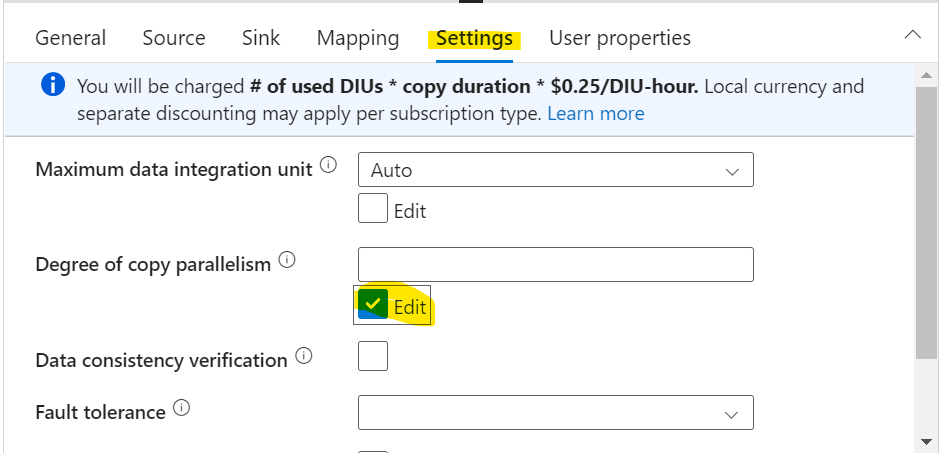 General Source Sink Mapping Settings User properties
You will be charged # of used DIUs * copy duration * $0.25/DIU-hour. Local currency and
separate discounting may apply per subscription type. Learn more
Maximum data integration unit Auto
Edit
Degree of copy parallelism
Edit
Data consistency verification
Fault tolerance